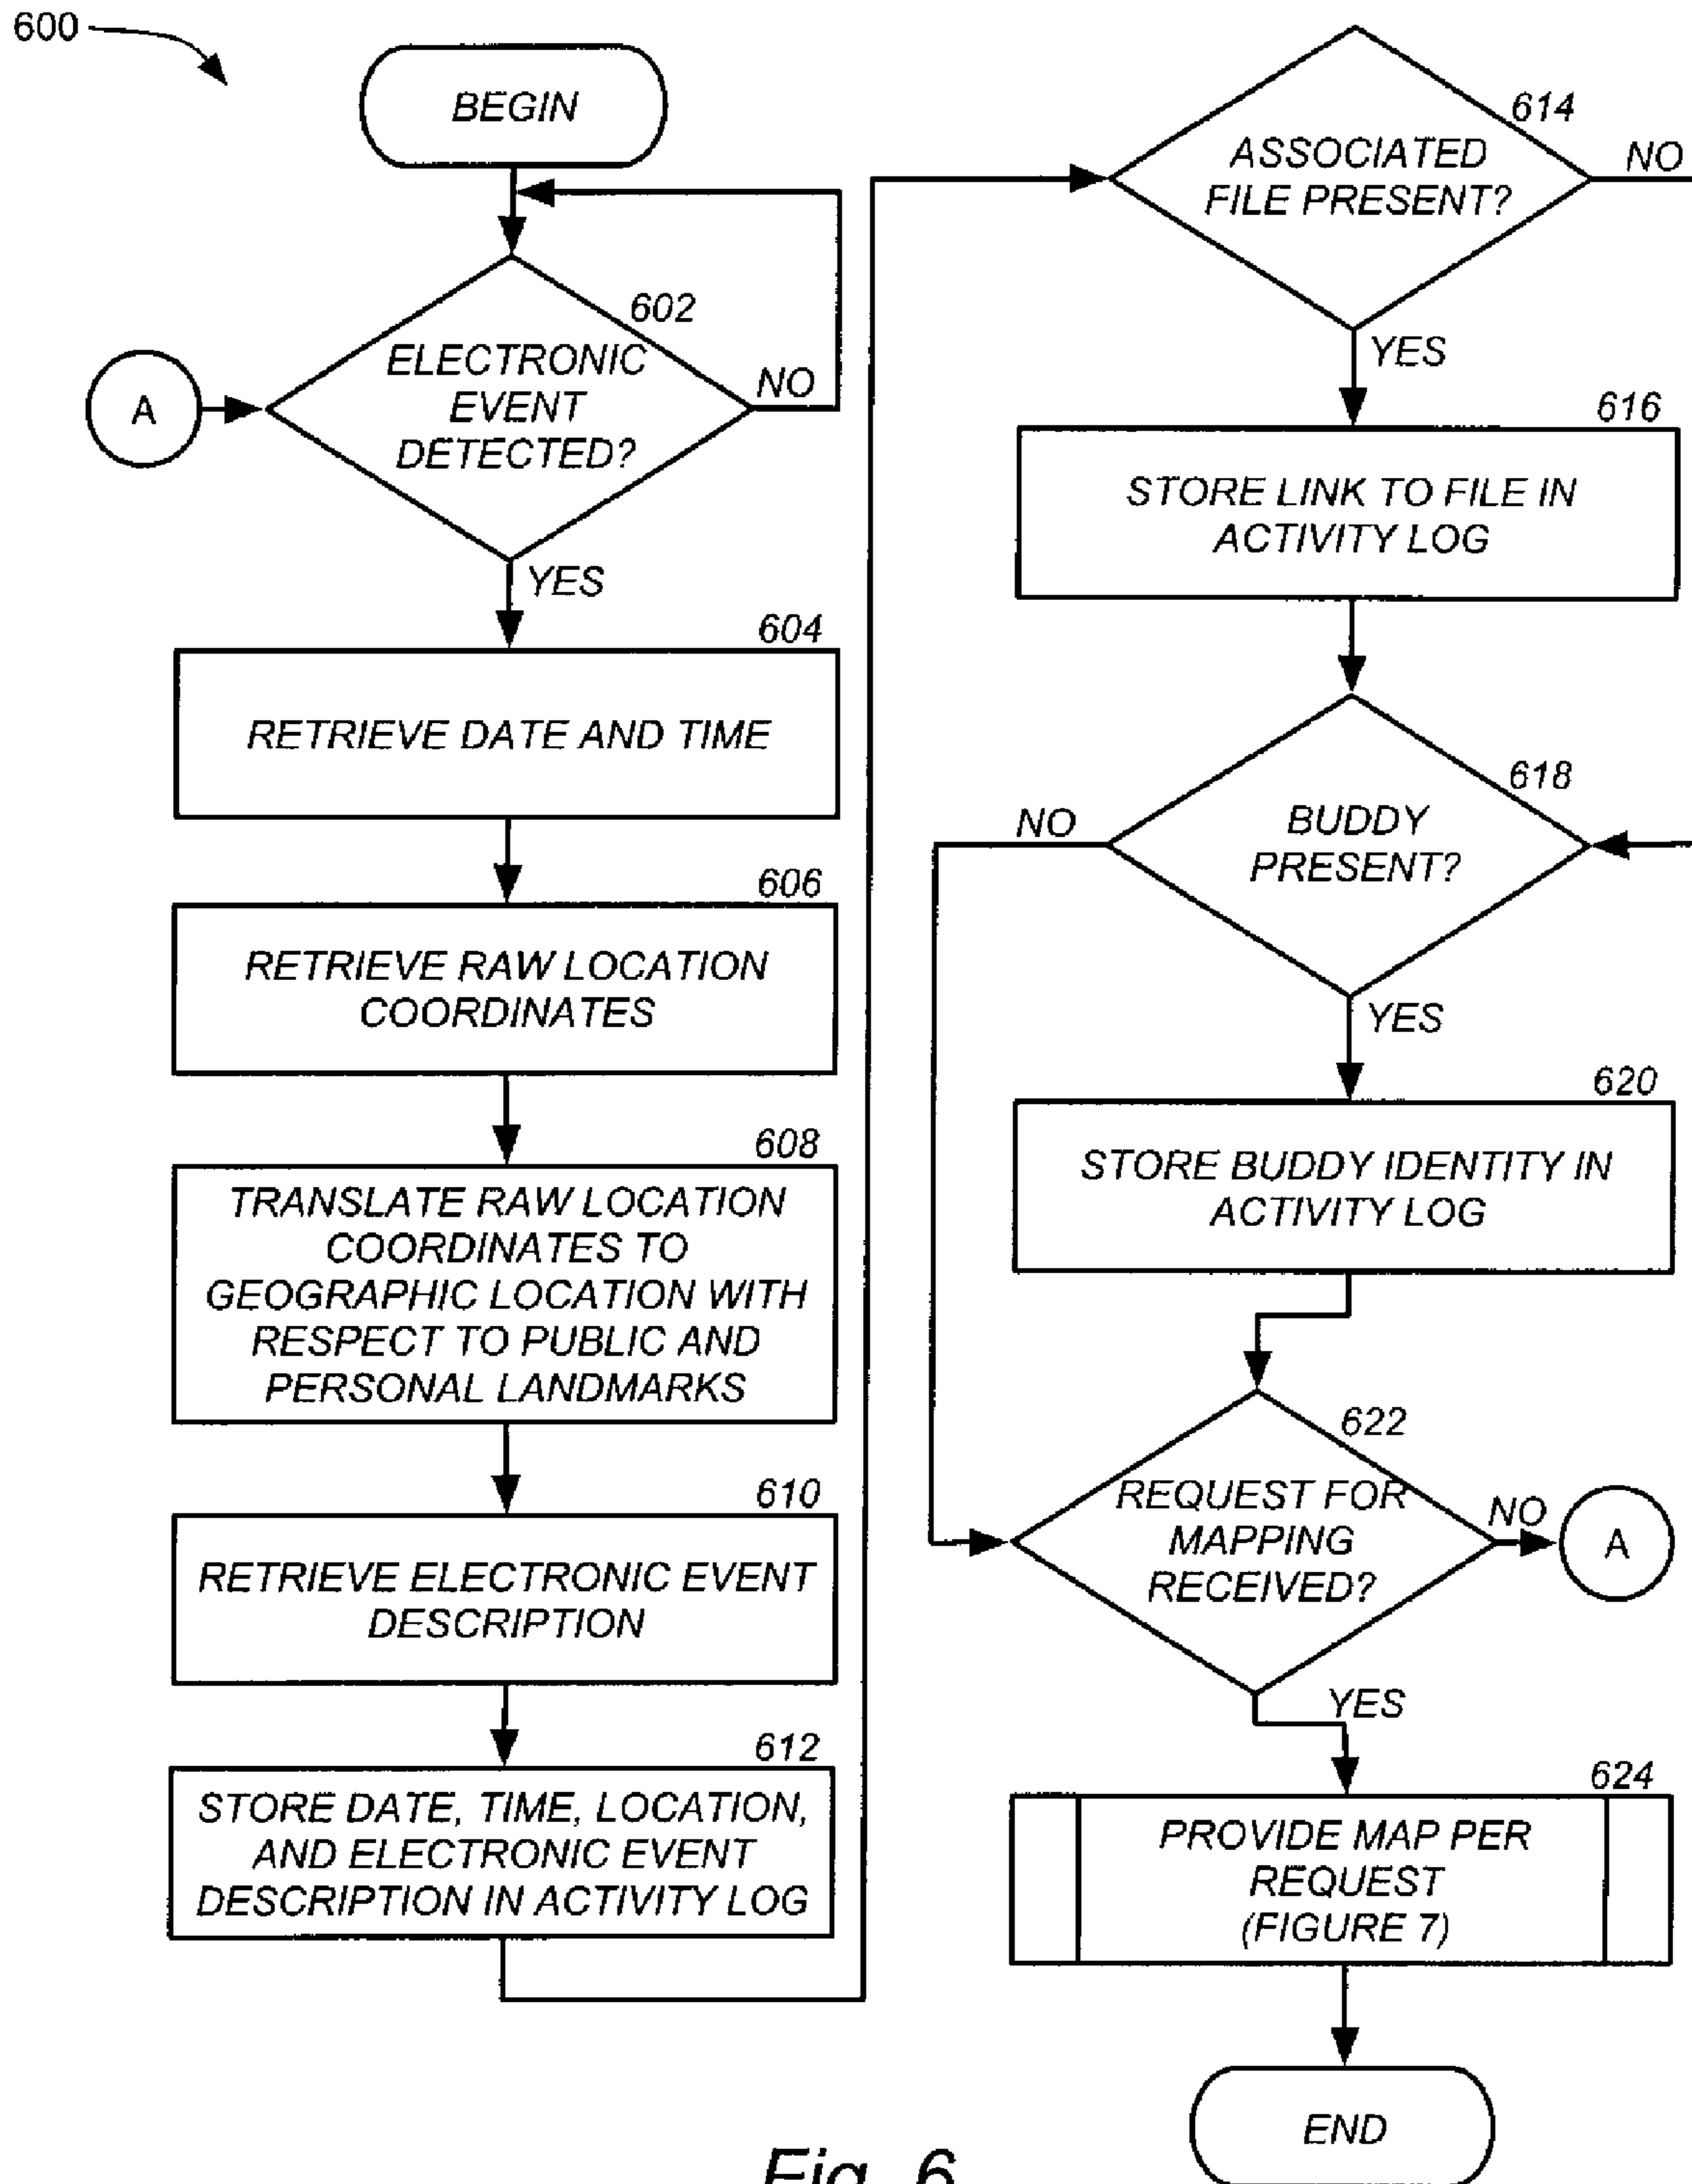 600
BEGIN
602
ELECTRONIC
EVENT
DETECTED?
NO
A
YES
604
RETRIEVE DATE AND TIME
606
RETRIEVE RAW LOCATION
COORDINATES
608
TRANSLATE RAW LOCATION
COORDINATES TO
GEOGRAPHIC LOCATION WITH
RESPECT TO PUBLIC AND
PERSONAL LANDMARKS
610
RETRIEVE ELECTRONIC EVENT
DESCRIPTION
612
STORE DATE, TIME, LOCATION,
AND ELECTRONIC EVENT
DESCRIPTION IN ACTIVITY LOG
614
ASSOCIATED
FILE PRESENT?
NO
YES
616
STORE LINK TO FILE IN
ACTIVITY LOG
618
BUDDY
PRESENT?
NO
YES
620
STORE BUDDY IDENTITY IN
ACTIVITY LOG
622
REQUEST FOR
MAPPING
RECEIVED?
NO
A
YES
624
PROVIDE MAP PER
REQUEST
(FIGURE 7)
END
Fig. 6